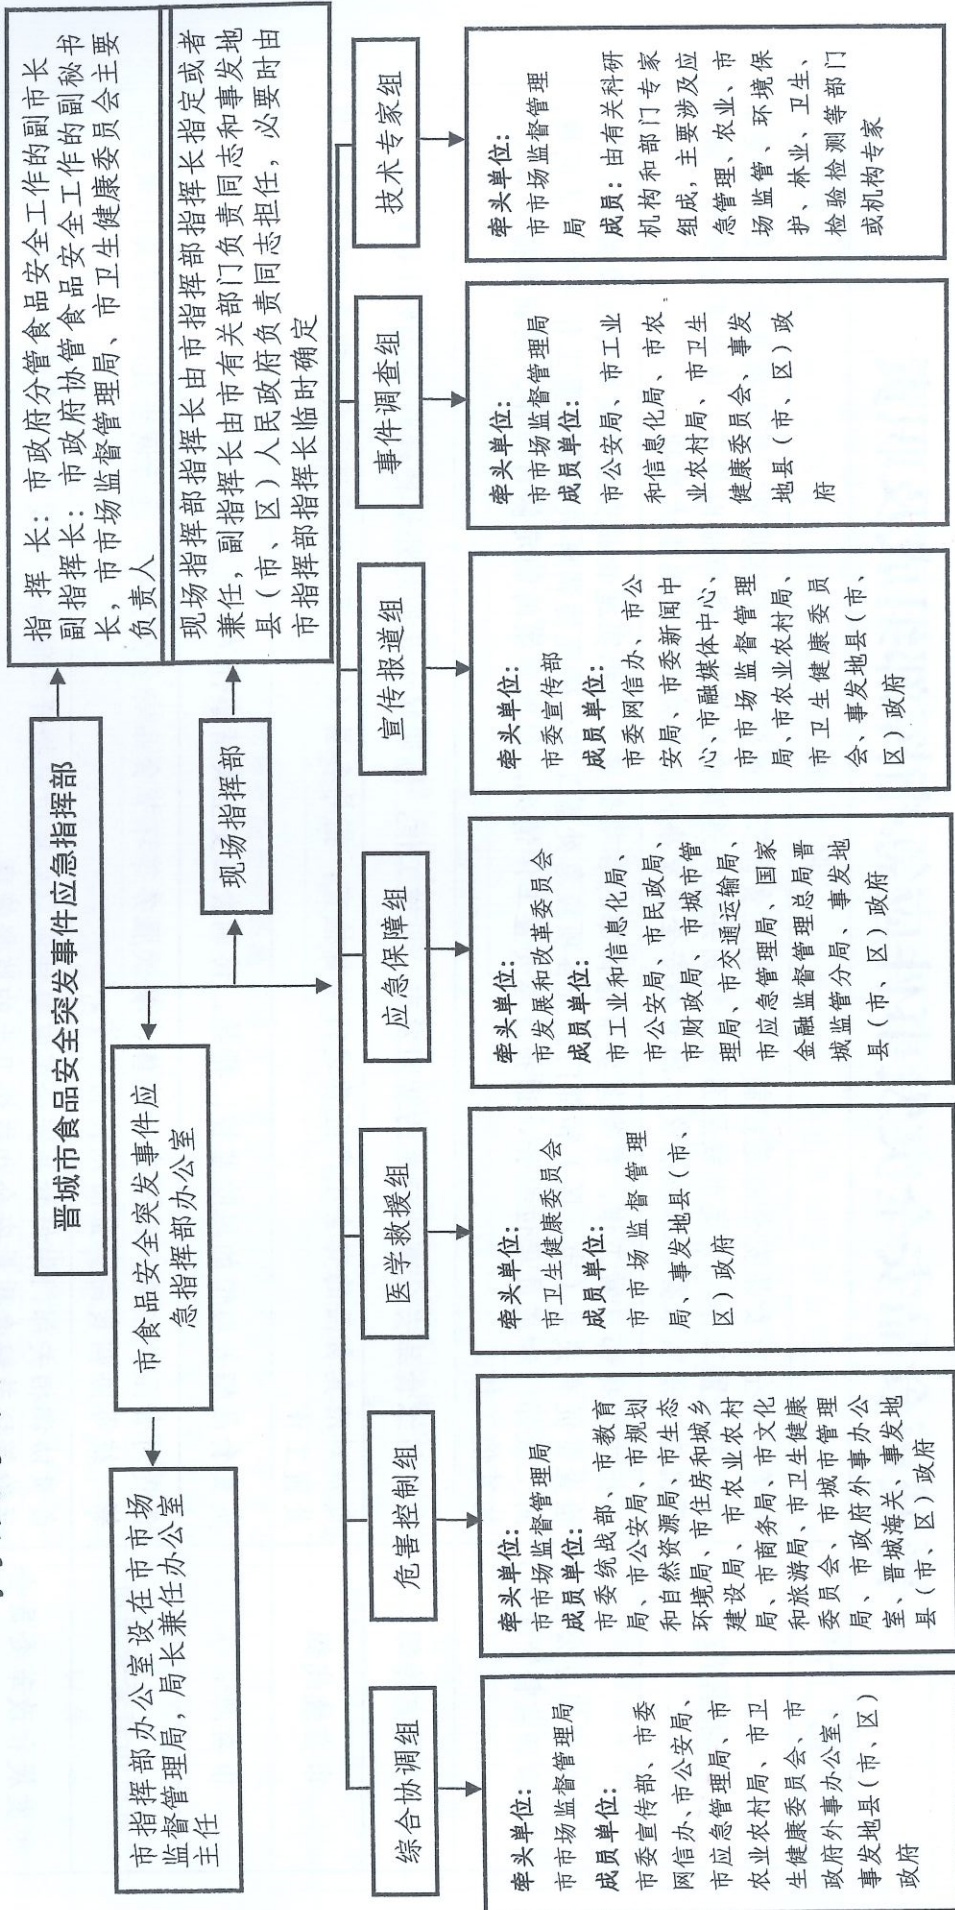 晋城市食品安全突发事件应急指挥部
指 挥 长：市政府分管食品安全工作的副市长
副指挥长：市政府协管食品安全工作的副秘书
长，市市场监督管理局、市卫生健康委员会主要
负责人
市食品安全突发事件应
急指挥部办公室
市指挥部办公室设在市市场
监督管理局，局长兼任办公室
主任
现场指挥部
现场指挥部指挥长由市指挥部指挥长指定或者
兼任，副指挥长由市有关部门负责同志和事发地
县（市、区）人民政府负责同志担任，必要时由
市指挥部指挥长临时确定
综合协调组
牵头单位：
市市场监督管理局
成员单位：
市委宣传部、市委
网信办、市公安局、
市应急管理局、市
农业农村局、市卫
生健康委员会、市
政府外事办公室、
事发地县（市、区）
政府
危害控制组
牵头单位：
市市场监督管理局
成员单位：
市委统战部、市教育
局、市公安局、市规划
和自然资源局、市生态
环境局、市住房和城乡
建设局、市农业农村
局、市商务局、市文化
和旅游局、市卫生健康
委员会、市城市管理
局、市政府外事办公
室、晋城海关、事发地
县（市、区）政府
医学救援组
牵头单位：
市卫生健康委员会
成员单位：
市市场监督管理
局、事发地县（市、
区）政府
应急保障组
牵头单位：
市发展和改革委员会
成员单位：
市工业和信息化局、
市公安局、市民政局、
市财政局、市城市管
理局、市交通运输局、
市应急管理局、国家
金融监督管理总局晋
城监管分局、事发地
县（市、区）政府
宣传报道组
牵头单位：
市委宣传部
成员单位：
市委网信办、市公
安局、市委新闻中
心、市融媒体中心、
市市场监督管理
局、市农业农村局、
市卫生健康委员
会、事发地县（市、
区）政府
事件调查组
牵头单位：
市市场监督管理局
成员单位：
市公安局、市工业
和信息化局、市农
业农村局、市卫生
健康委员会、事发
地县（市、区）政
府
技术专家组
牵头单位：
市市场监督管理
局
成员：由有关科研
机构和部门专家
组成，主要涉及应
急管理、农业、市
场监管、环境保
护、林业、卫生、
检验检测等部门
或机构专家